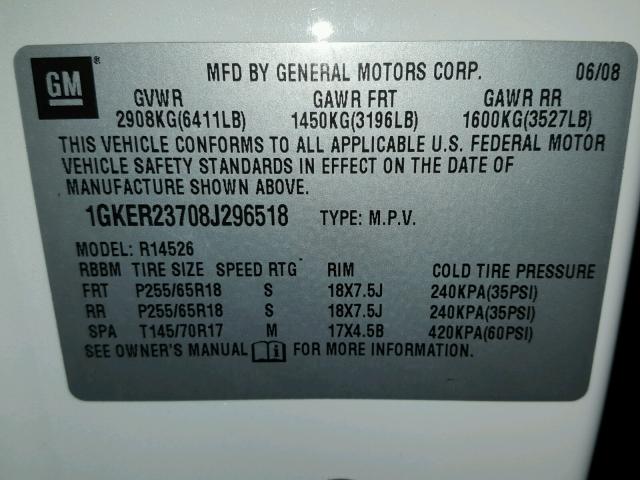 GM ® MFD BY GENERAL MOTORS CORP. 06/08
GVWR GAWR FRT GAWR RR
2908KG(6411LB) 1450KG(3196LB) 1600KG(3527LB)
THIS VEHICLE CONFORMS TO ALL APPLICABLE U.S. FEDERAL MOTOR
VEHICLE SAFETY STANDARDS IN EFFECT ON THE DATE OF
MANUFACTURE SHOWN ABOVE.
1GKER23708J296518 TYPE: M.P.V.
MODEL: R14526
RBBM TIRE SIZE SPEED RTG RIM COLD TIRE PRESSURE
FRT P255/65R18 S 18X7.5J 240KPA(35PSI)
RR P255/65R18 S 18X7.5J 240KPA(35PSI)
SPA T145/70R17 M 17X4.5B 420KPA(60PSI)
SEE OWNER'S MANUAL i FOR MORE INFORMATION.